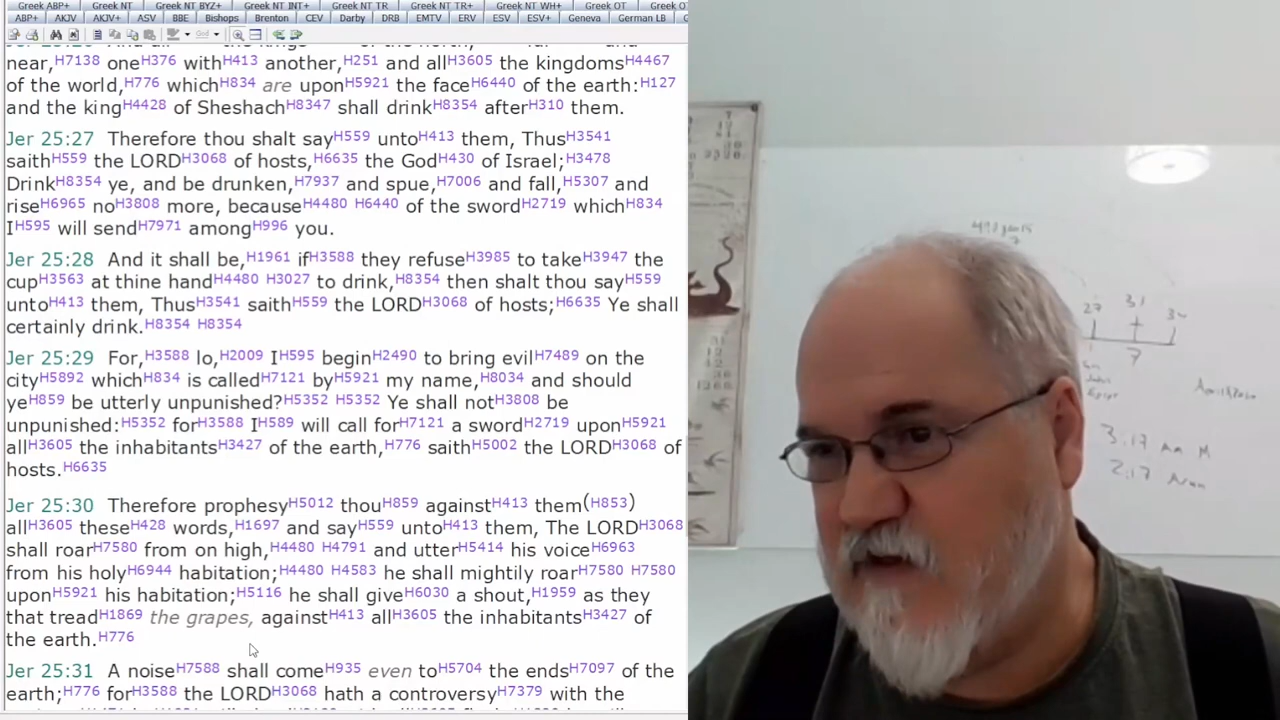 Greek ABP+ Greek NT Greek NT BYZ+ Greek NT INT+ Greek NT TR Greek NT TR+ Greek NT WH+ Greek OT Greek O
ABP+ AKJV AKJV+ ASV BBE Bishops Brenton CEV Darby DRB EMTV ERV ESV ESV+ Geneva German LB G
near,H7138 oneH376 withH413 another,H251 and allH3605 the kingdomsH4467
of the world,H776 whichH834 are uponH5921 the faceH6440 of the earth:H127
and the kingH4428 of SheshachH8347 shall drinkH8354 afterH310 them.
Jer 25:27 Therefore thou shalt sayH559 untoH413 them, ThusH3541
saithH559 the LORDH3068 of hosts,H6635 the GodH430 of Israel;H3478
DrinkH8354 ye, and be drunken,H7937 and spue,H7006 and fall,H5307 and
riseH6965 noH3808 more, becauseH4480 H6440 of the swordH2719 whichH834
IH595 will sendH7971 amongH996 you.
Jer 25:28 And it shall be,H1961 ifH3588 they refuseH3985 to takeH3947 the
cupH3563 at thine handH4480 H3027 to drink,H8354 then shalt thou sayH559
untoH413 them, ThusH3541 saithH559 the LORDH3068 of hosts;H6635 Ye shall
certainly drink.H8354 H8354
Jer 25:29 For,H3588 lo,H2009 IH595 beginH2490 to bring evilH7489 on the
cityH5892 whichH834 is calledH7121 byH5921 my name,H8034 and should
yeH859 be utterly unpunished?H5352 H5352 Ye shall notH3808 be
unpunished:H5352 forH3588 IH589 will call forH7121 a swordH2719 uponH5921
allH3605 the inhabitantsH3427 of the earth,H776 saithH5002 the LORDH3068 of
hosts.H6635
Jer 25:30 Therefore prophesyH5012 thouH859 againstH413 them(H853)
allH3605 theseH428 words,H1697 and sayH559 untoH413 them, The LORDH3068
shall roarH7580 from on high,H4480 H4791 and utterH5414 his voiceH6963
from his holyH6944 habitation;H4480 H4583 he shall mightily roarH7580 H7580
uponH5921 his habitation;H5116 he shall giveH6030 a shout,H1959 as they
that treadH1869 the grapes, againstH413 allH3605 the inhabitantsH3427 of
the earth.H776
Jer 25:31 A noiseH7588 shall comeH935 even toH5704 the endsH7097 of the
earth;H776 forH3588 the LORDH3068 hath a controversyH7379 with the
27 31
7